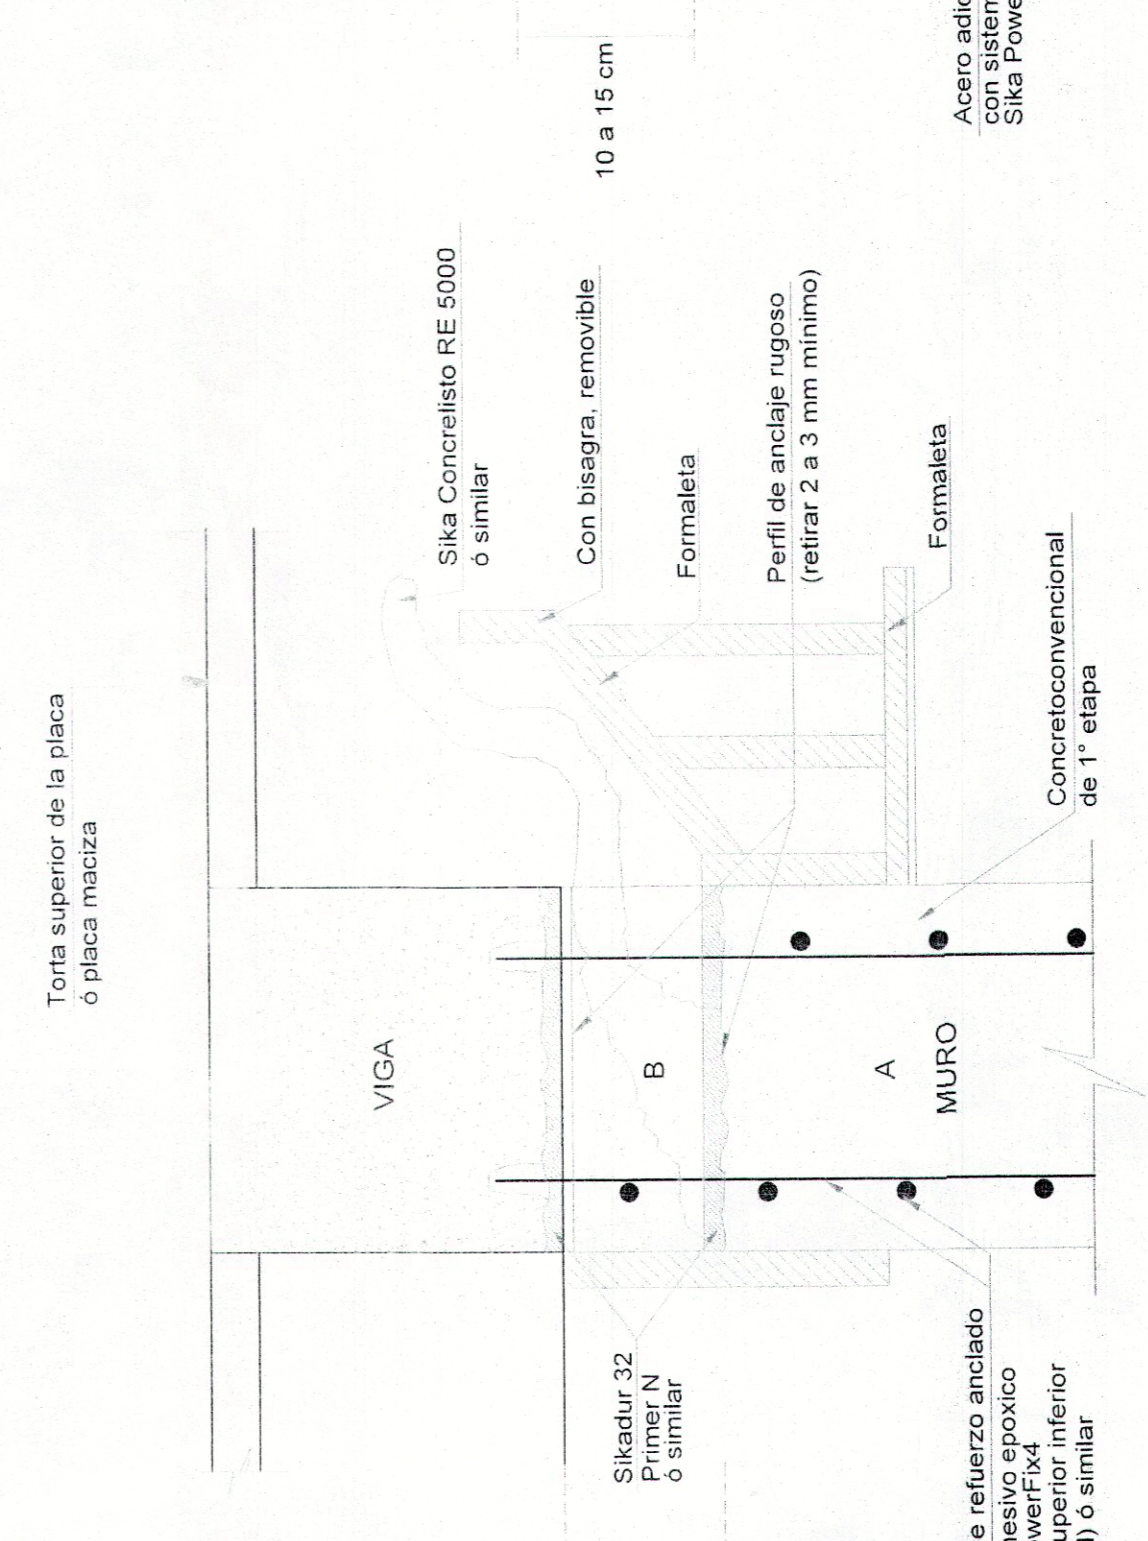 Torta superior de la placa
ó placa maciza
Sika Concrelisto RE 5000
ó similar
Con bisagra, removible
Formaleta
Perfil de anclaje rugoso
(retirar 2 a 3 mm mínimo)
Formaleta
Concretoconvencional
de 1° etapa
10 a 15 cm
Acero adic
con sistem
Sika Powe
VIGA
B
A
MURO
Sikadur 32
Primer N
ó similar
e refuerzo anclado
nesivo epoxico
werFix4
uperior inferior
l) ó similar